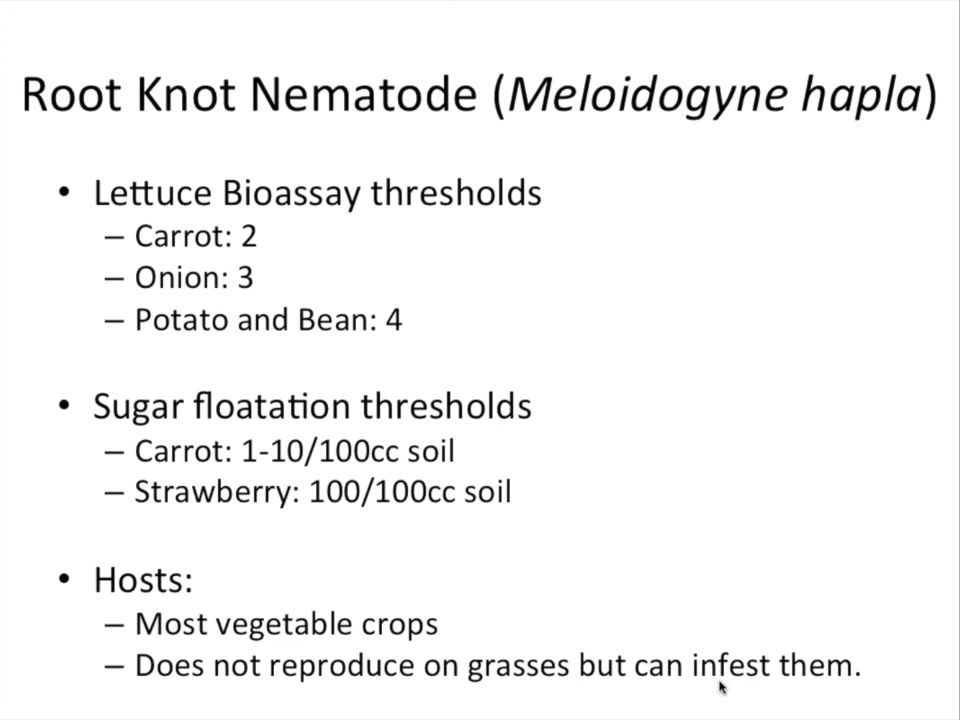 Root Knot Nematode (Meloidogyne hapla)
• Lettuce Bioassay thresholds
– Carrot: 2
– Onion: 3
– Potato and Bean: 4
• Sugar floatation thresholds
– Carrot: 1-10/100cc soil
– Strawberry: 100/100cc soil
• Hosts:
– Most vegetable crops
– Does not reproduce on grasses but can infest them.